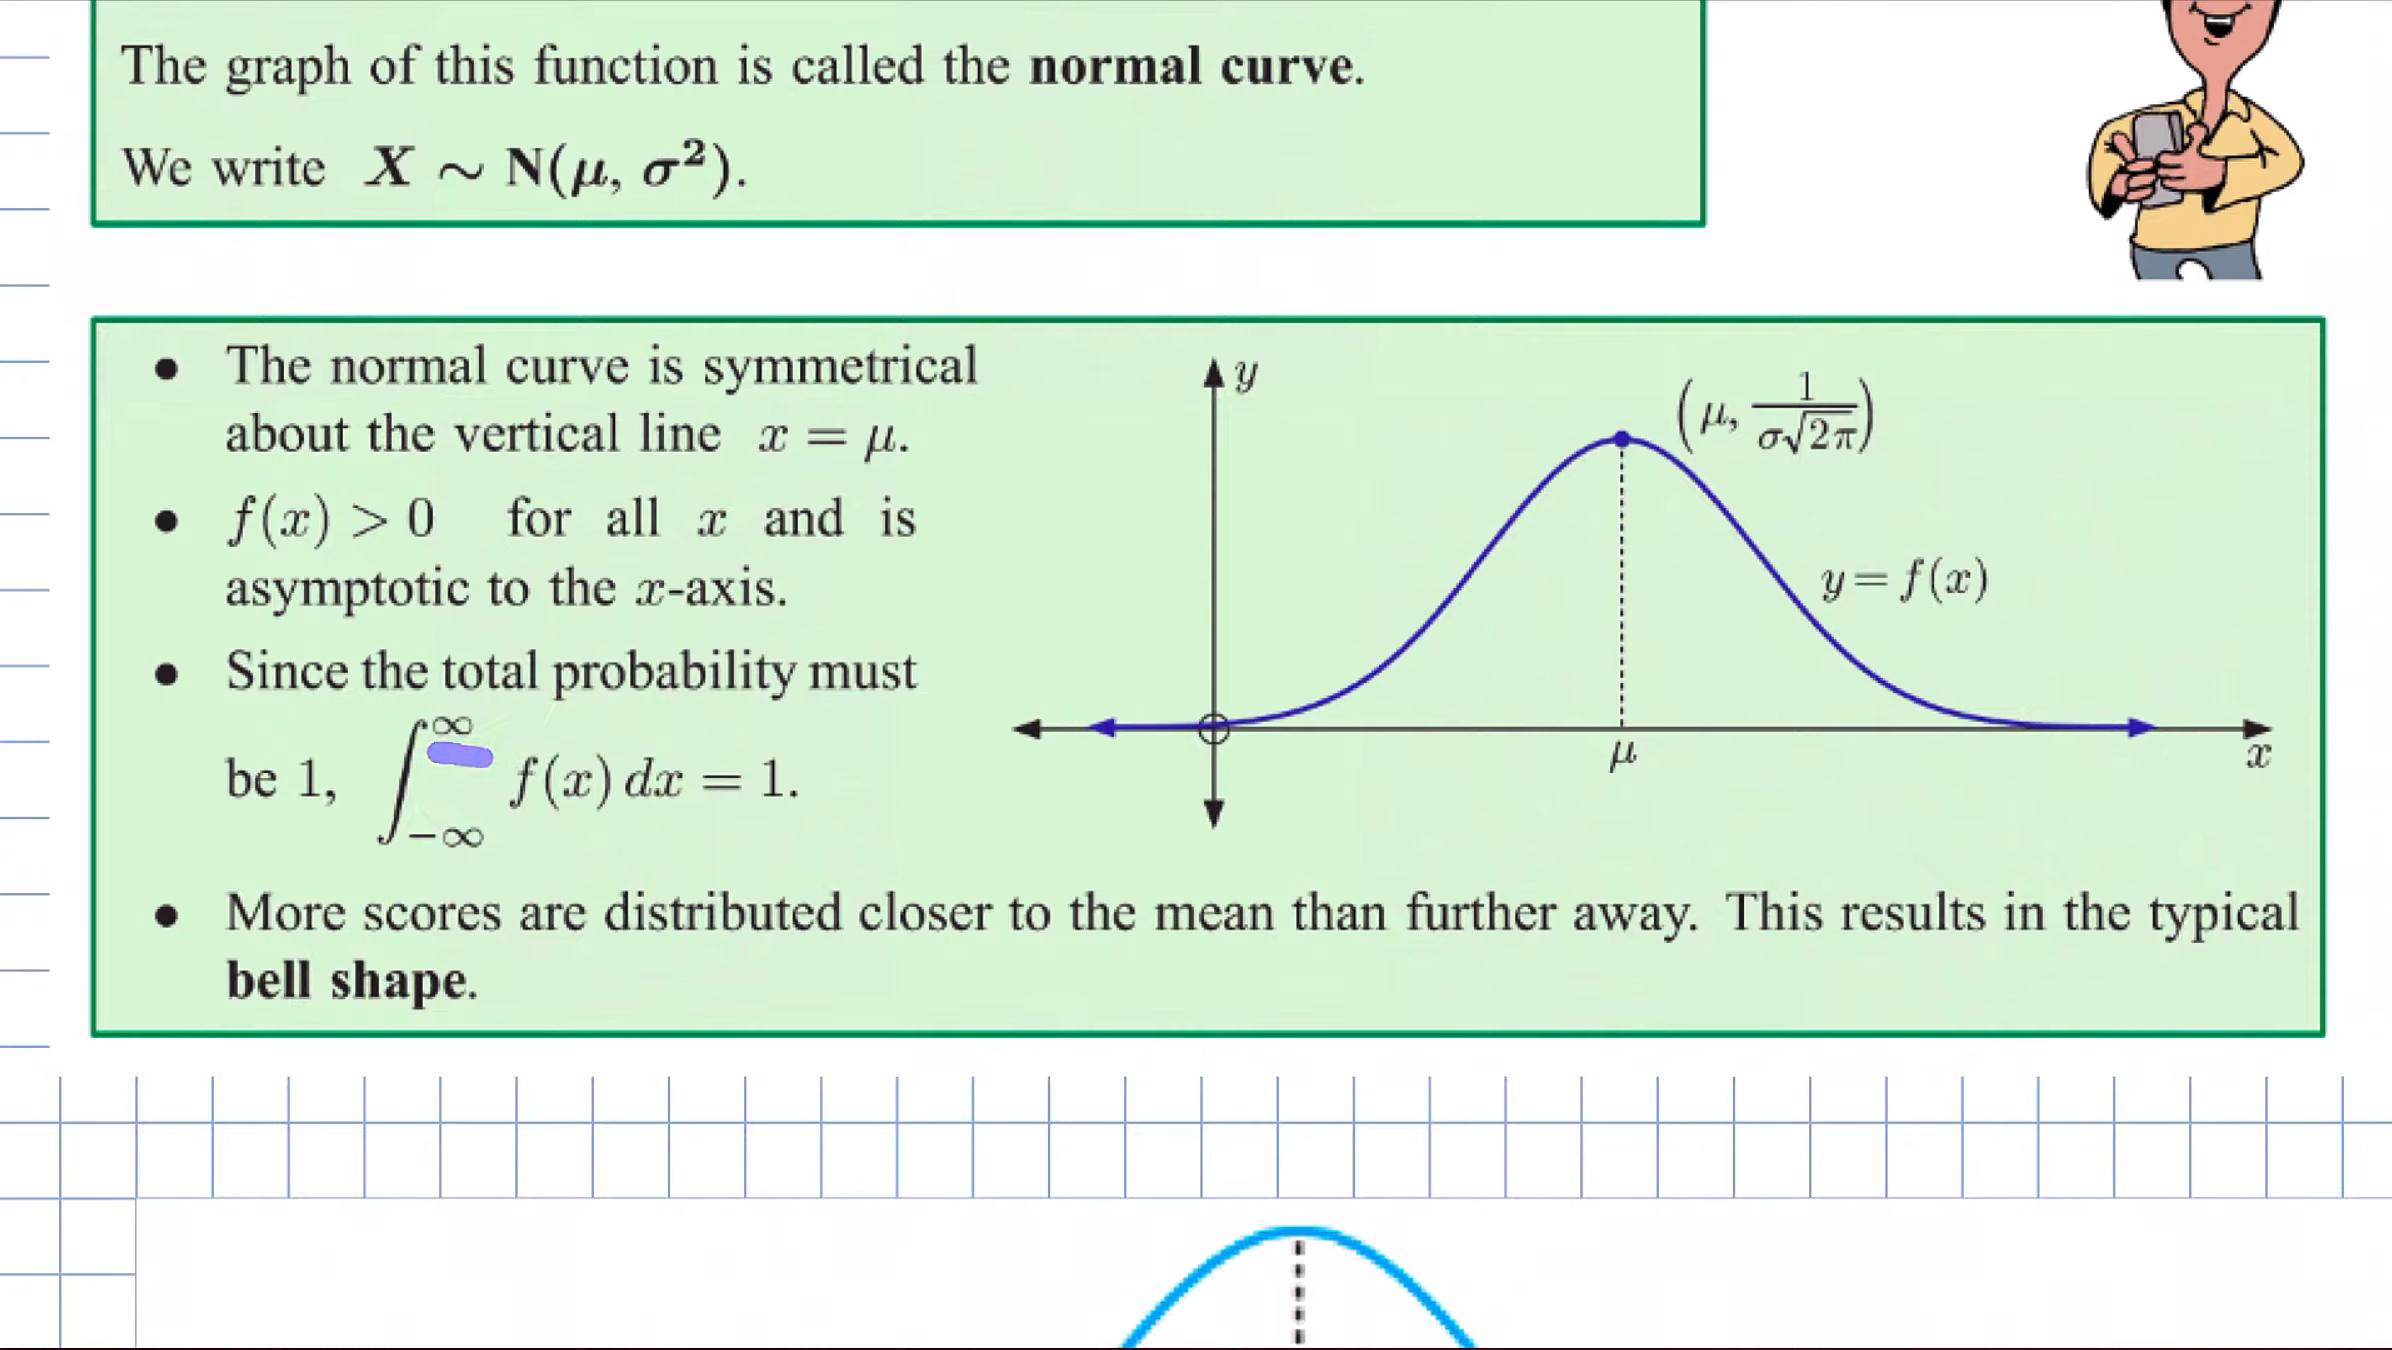 The graph of this function is called the normal curve.
We write X ~ N(μ, σ²).
• The normal curve is symmetrical
about the vertical line x = μ.
• f(x) > 0 for all x and is
asymptotic to the x-axis.
• Since the total probability must
be 1, ∫_{-∞}^{∞} f(x) dx = 1.
y
(μ, 1/(σ√2π))
y = f(x)
μ
x
• More scores are distributed closer to the mean than further away. This results in the typical
bell shape.